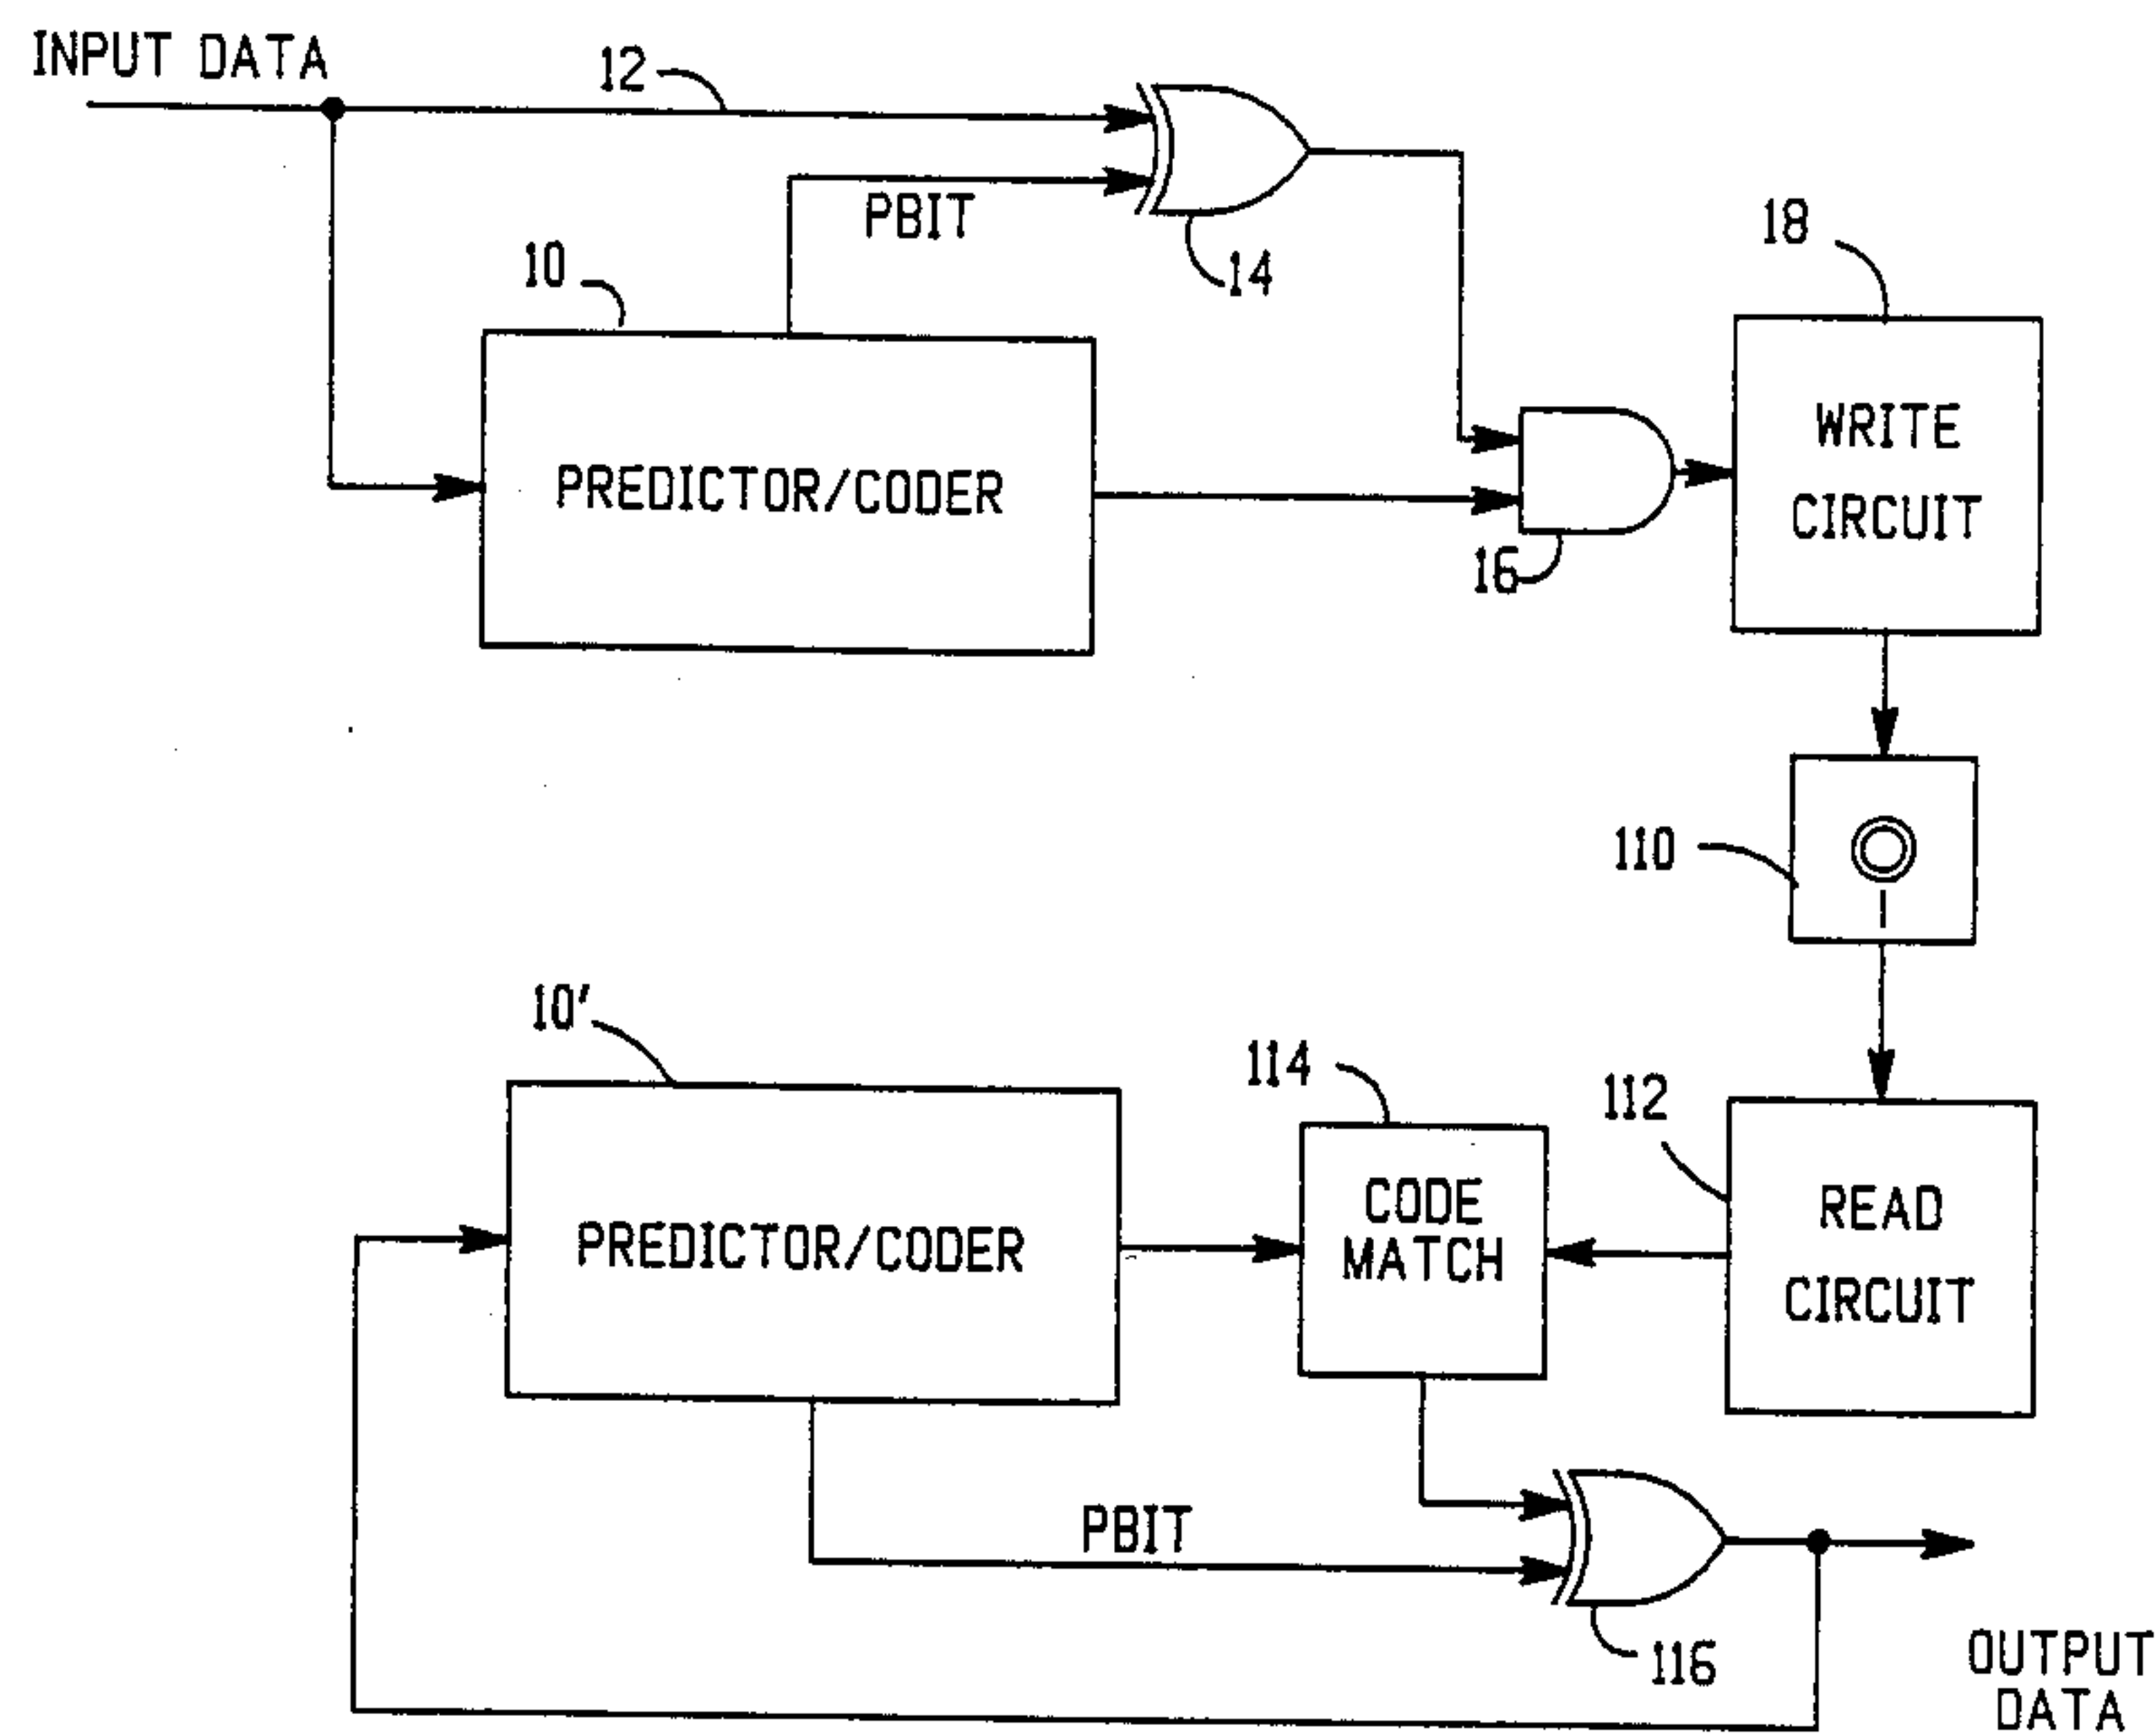 INPUT DATA
12
PBIT
14
10
18
PREDICTOR/CODER
WRITE
CIRCUIT
16
110
10'
114
112
PREDICTOR/CODER
CODE
MATCH
READ
CIRCUIT
PBIT
116
OUTPUT
DATA